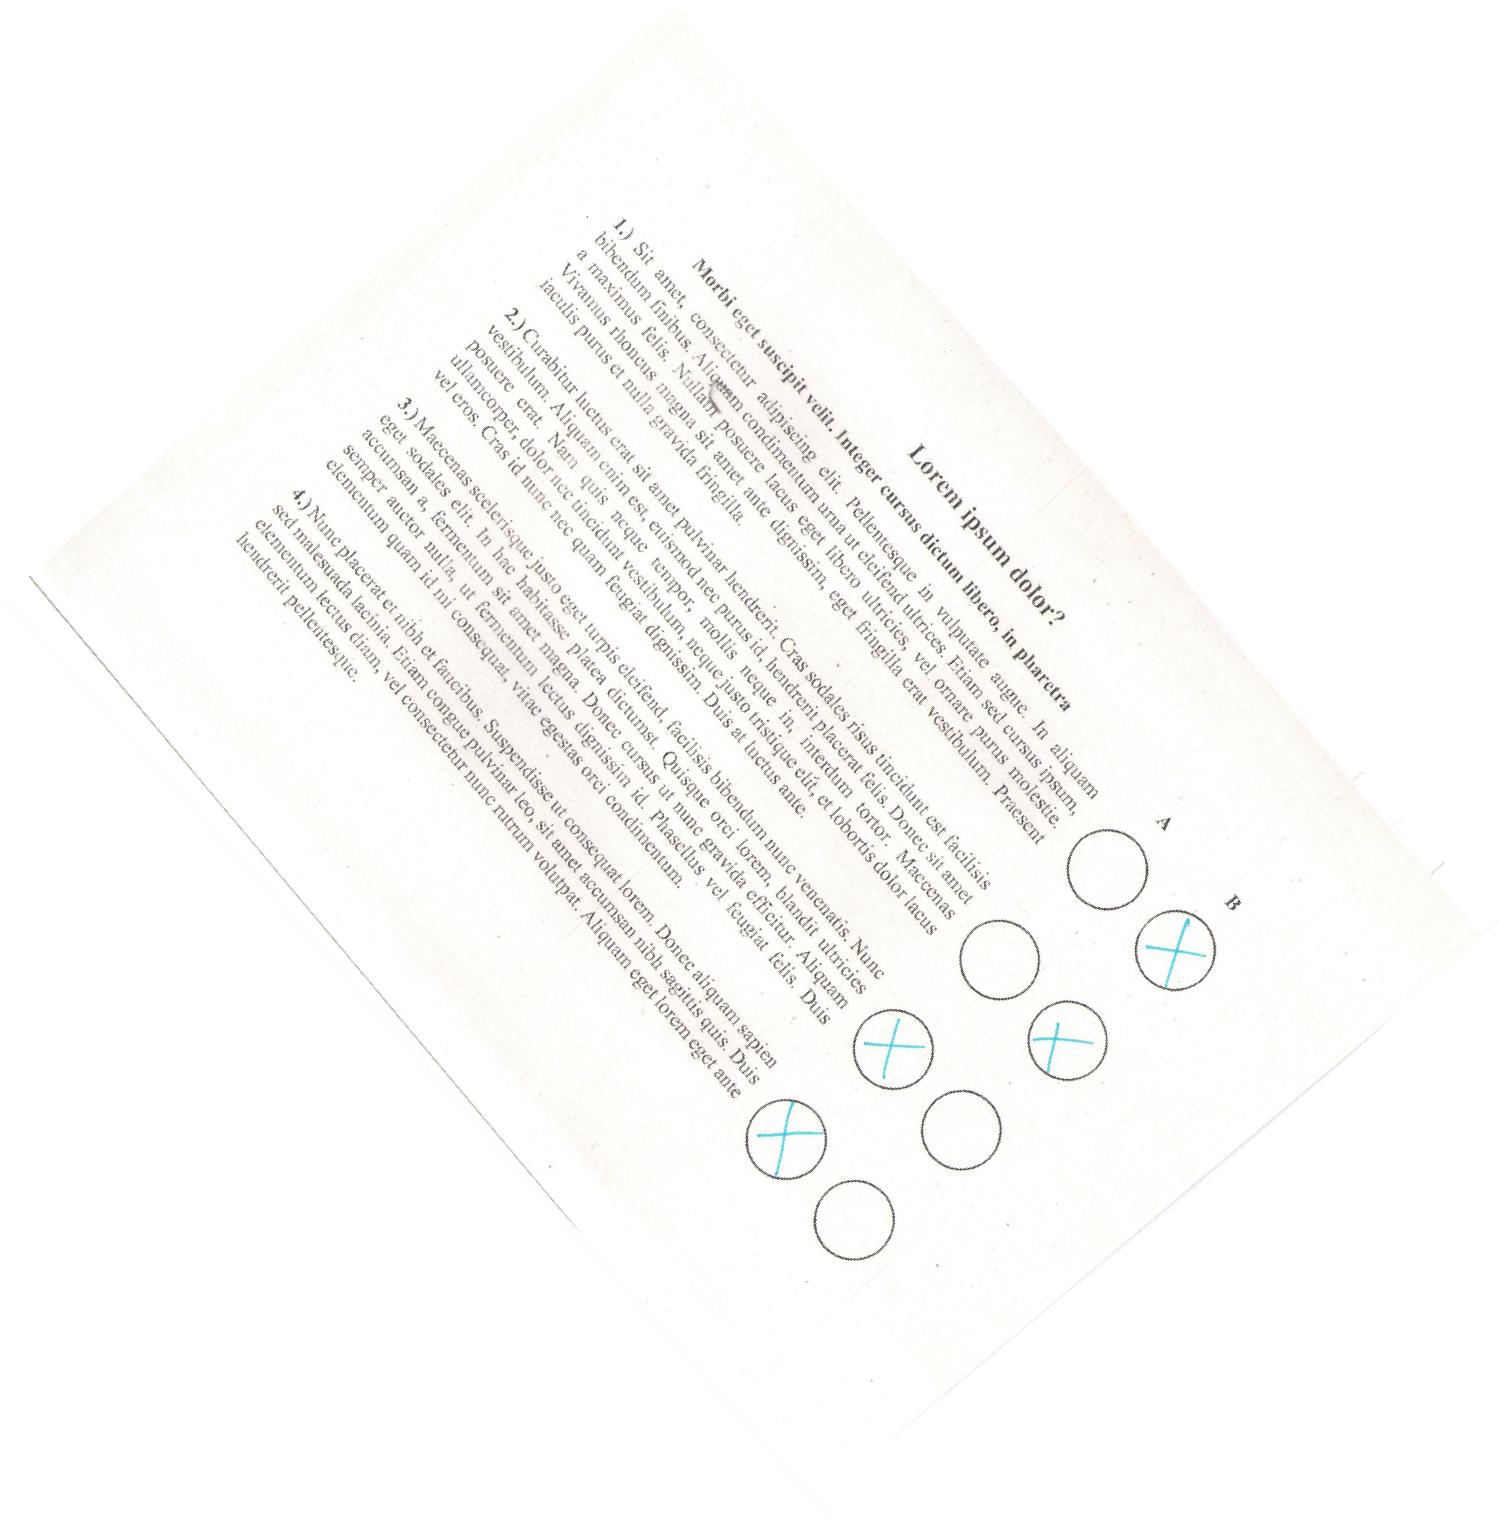 Lorem ipsum dolor?
Morbi eget suscipit velit. Integer cursus dictum libero, in pharetra
A B
1.) Sit amet, consectetur adipiscing elit. Pellentesque in vulputate augue. In aliquam
bibendum finibus. Aliquam condimentum urna ut eleifend ultrices. Etiam sed cursus ipsum,
a maximus felis. Nullam posuere lacus eget libero ultricies, vel ornare purus molestie.
Vivamus rhoncus magna sit amet ante dignissim, eget fringilla erat vestibulum. Praesent
iaculis purus et nulla gravida fringilla.
2.) Curabitur luctus erat sit amet pulvinar hendrerit. Cras sodales risus tincidunt est facilisis
vestibulum. Aliquam enim est, euismod nec purus id, hendrerit placerat felis. Donec sit amet
posuere erat. Nam quis neque tempor, mollis neque in, interdum tortor. Maecenas
ullamcorper, dolor nec tincidunt vestibulum, neque justo tristique elit, et lobortis dolor lacus
vel eros. Cras id nunc nec quam feugiat dignissim. Duis at luctus ante.
3.) Maecenas scelerisque justo eget turpis eleifend, facilisis bibendum nunc venenatis. Nunc
eget sodales elit. In hac habitasse platea dictumst. Quisque orci lorem, blandit ultricies
accumsan a, fermentum sit amet magna. Donec cursus ut nunc gravida efficitur. Aliquam
semper auctor nulla, ut fermentum lectus dignissim id. Phasellus vel feugiat felis. Duis
elementum quam id mi consequat, vitae egestas orci condimentum.
4.) Nunc placerat et nibh et faucibus. Suspendisse ut consequat lorem. Donec aliquam sapien
sed malesuada lacinia. Etiam congue pulvinar leo, sit amet accumsan nibh sagittis quis. Duis
elementum lectus diam, vel consectetur nunc rutrum volutpat. Aliquam eget lorem eget ante
hendrerit pellentesque.